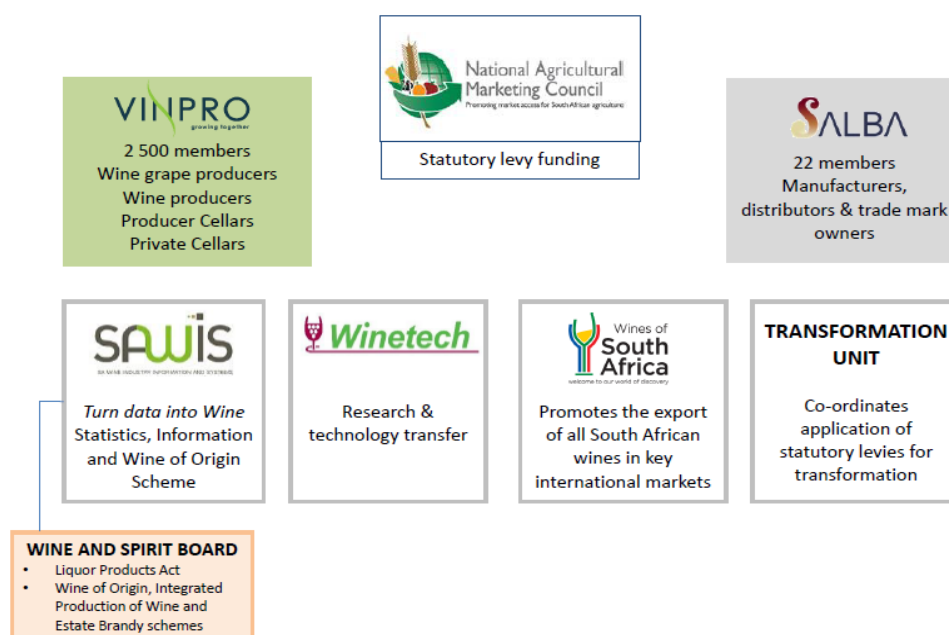 National Agricultural
Marketing Council
Promoting market access for South African agriculture
Statutory levy funding
VINPRO
growing together
2 500 members
Wine grape producers
Wine producers
Producer Cellars
Private Cellars
SALBA
22 members
Manufacturers,
distributors & trade mark
owners
SAWIS
SA WINE INDUSTRY INFORMATION AND SYSTEMS
Turn data into Wine
Statistics, Information
and Wine of Origin
Scheme
Winetech
Research &
technology transfer
Wines of
South
Africa
welcome to our world of discovery
Promotes the export
of all South African
wines in key
international markets
TRANSFORMATION
UNIT
Co-ordinates
application of
statutory levies for
transformation
WINE AND SPIRIT BOARD
• Liquor Products Act
• Wine of Origin, Integrated
Production of Wine and
Estate Brandy schemes